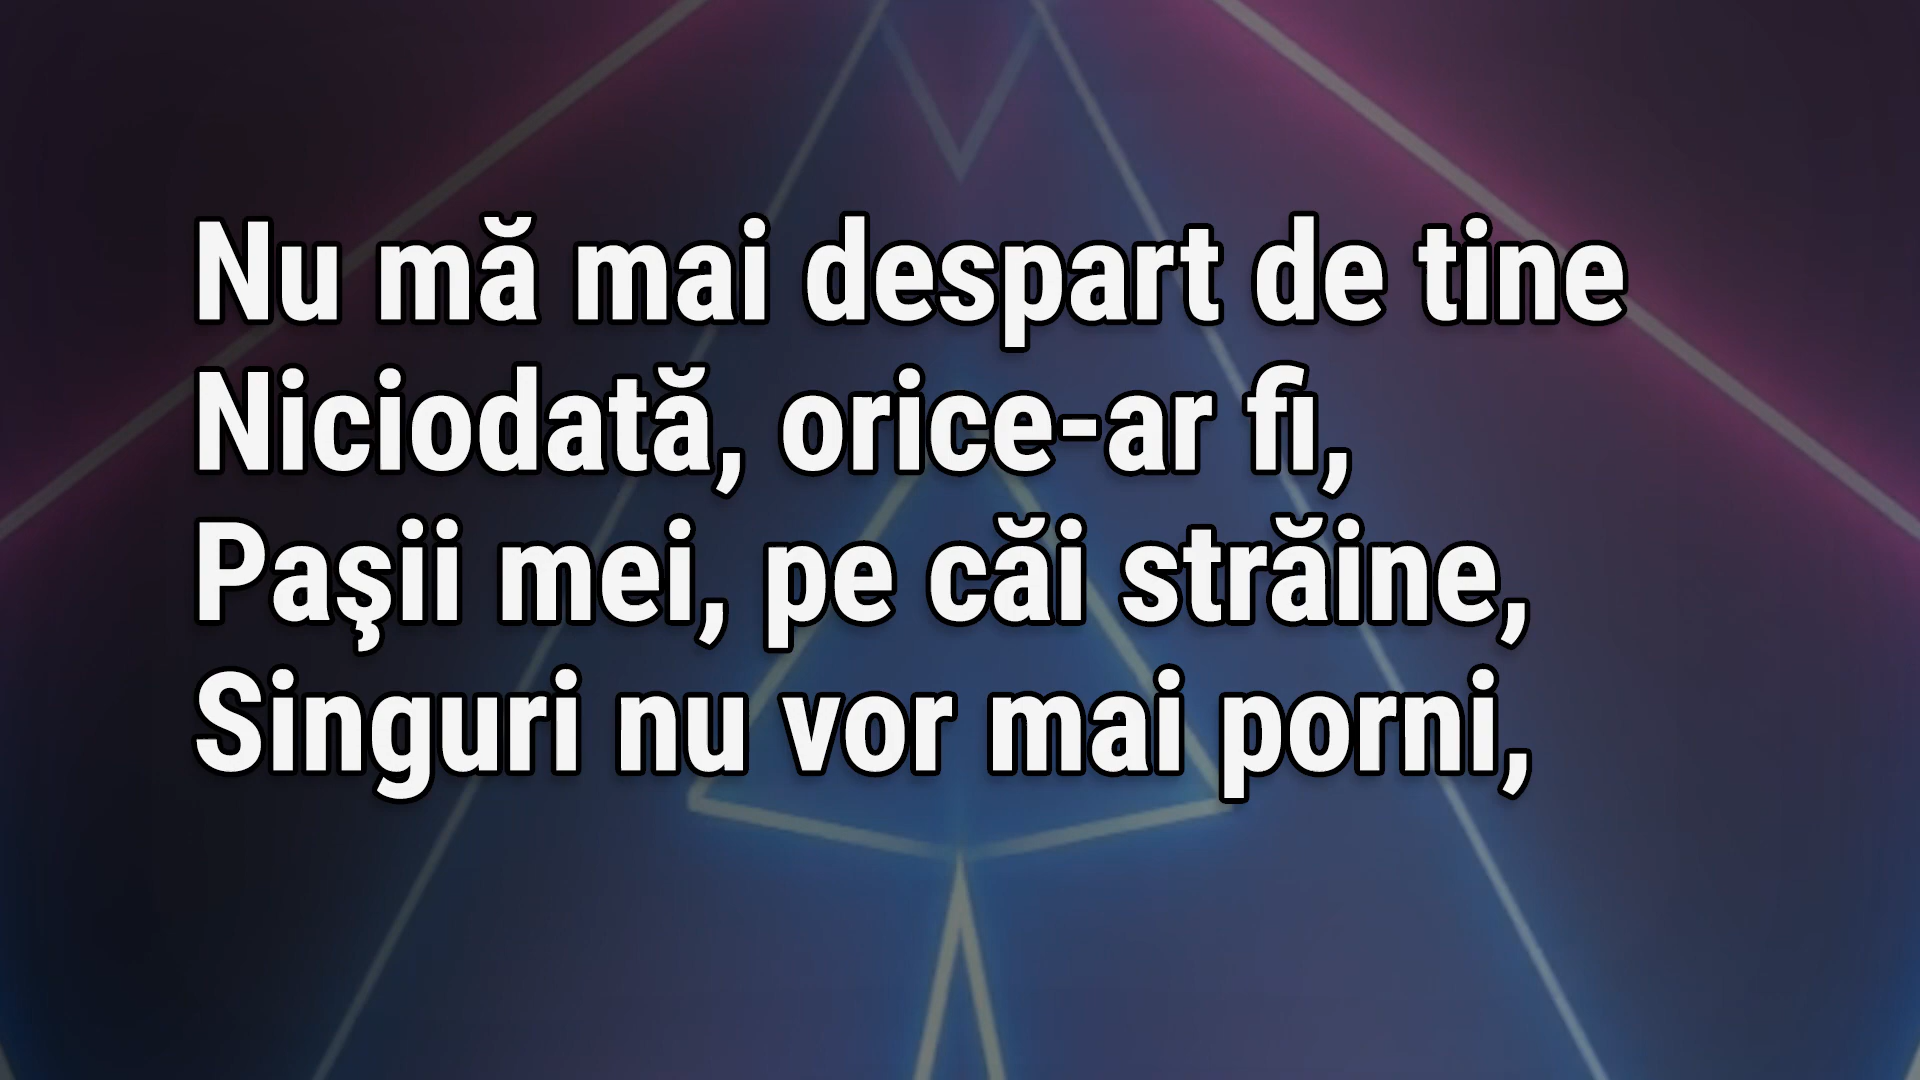 Nu mă mai despart de tine
Niciodată, orice-ar fi,
Paşii mei, pe căi străine,
Singuri nu vor mai porni,